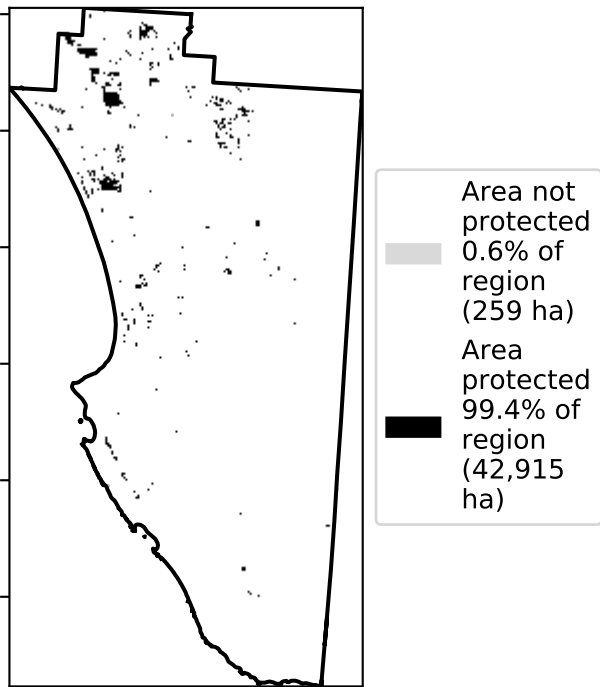 Area not
protected
0.6% of
region
(259 ha)
Area
protected
99.4% of
region
(42,915
ha)